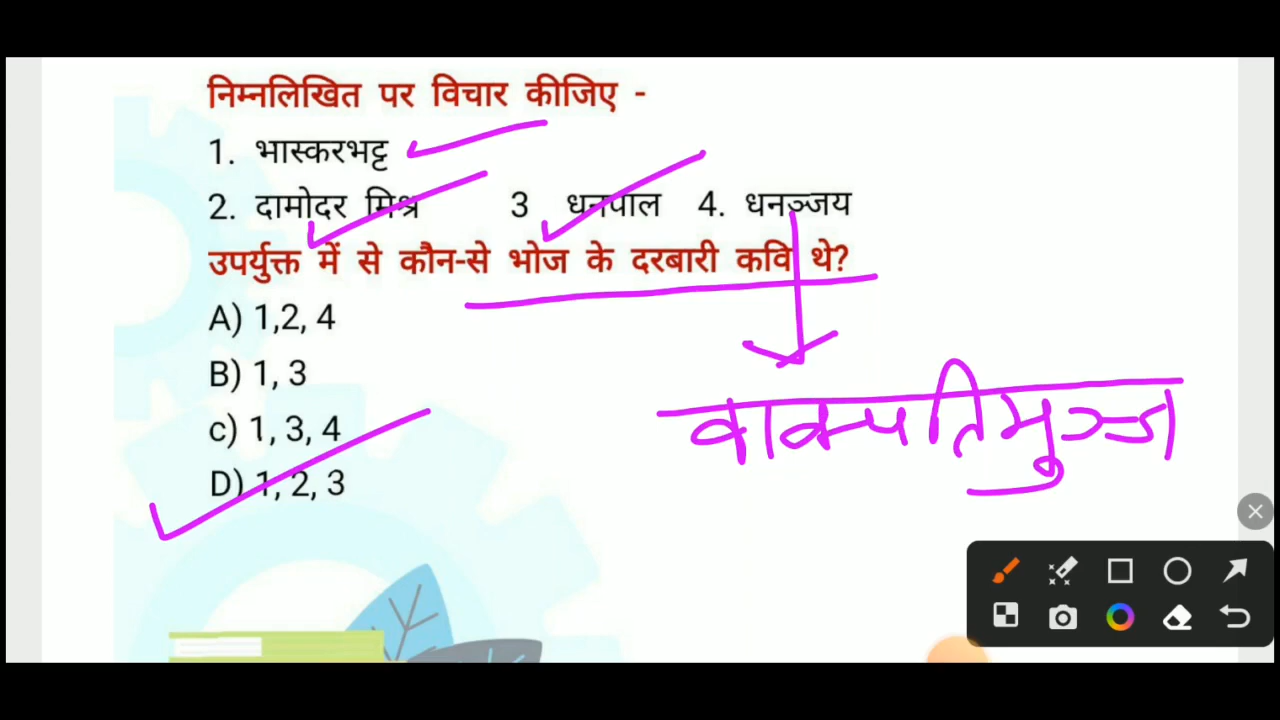 निम्नलिखित पर विचार कीजिए -
1. भास्करभट्ट
2. दामोदर मिश्र 3 धनपाल 4. धनञ्जय
उपर्युक्त में से कौन-से भोज के दरबारी कवि थे?
A) 1,2, 4
B) 1, 3
c) 1, 3, 4
D) 1, 2, 3
वाक्पतिमुञ्ज